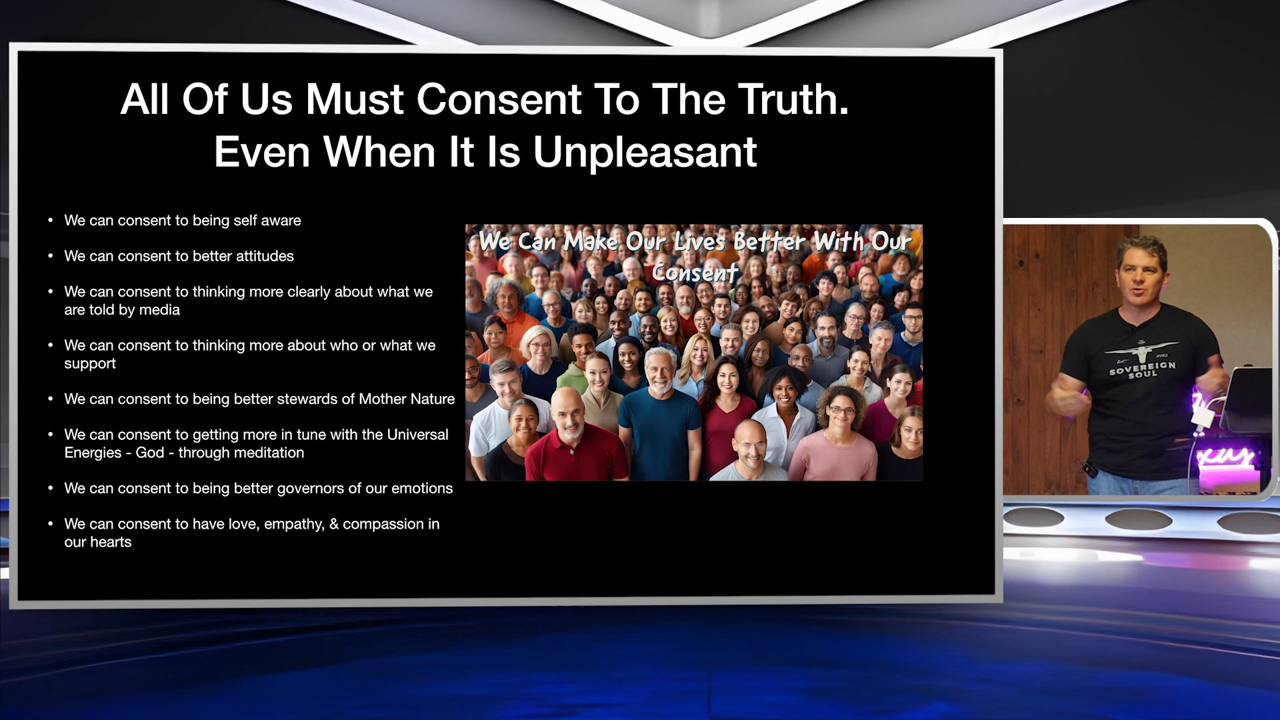 All Of Us Must Consent To The Truth.
Even When It Is Unpleasant
• We can consent to being self aware
• We can consent to better attitudes
• We can consent to thinking more clearly about what we
are told by media
• We can consent to thinking more about who or what we
support
• We can consent to being better stewards of Mother Nature
• We can consent to getting more in tune with the Universal
Energies - God - through meditation
• We can consent to being better governors of our emotions
• We can consent to have love, empathy, & compassion in
our hearts
We Can Make Our Lives Better With Our
Consent
SOVEREIGN
SOUL